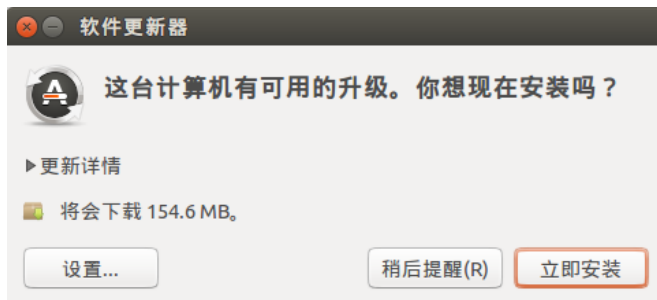 软件更新器
这台计算机有可用的升级。你想现在安装吗？
更新详情
将会下载 154.6 MB。
设置... 稍后提醒(R) 立即安装